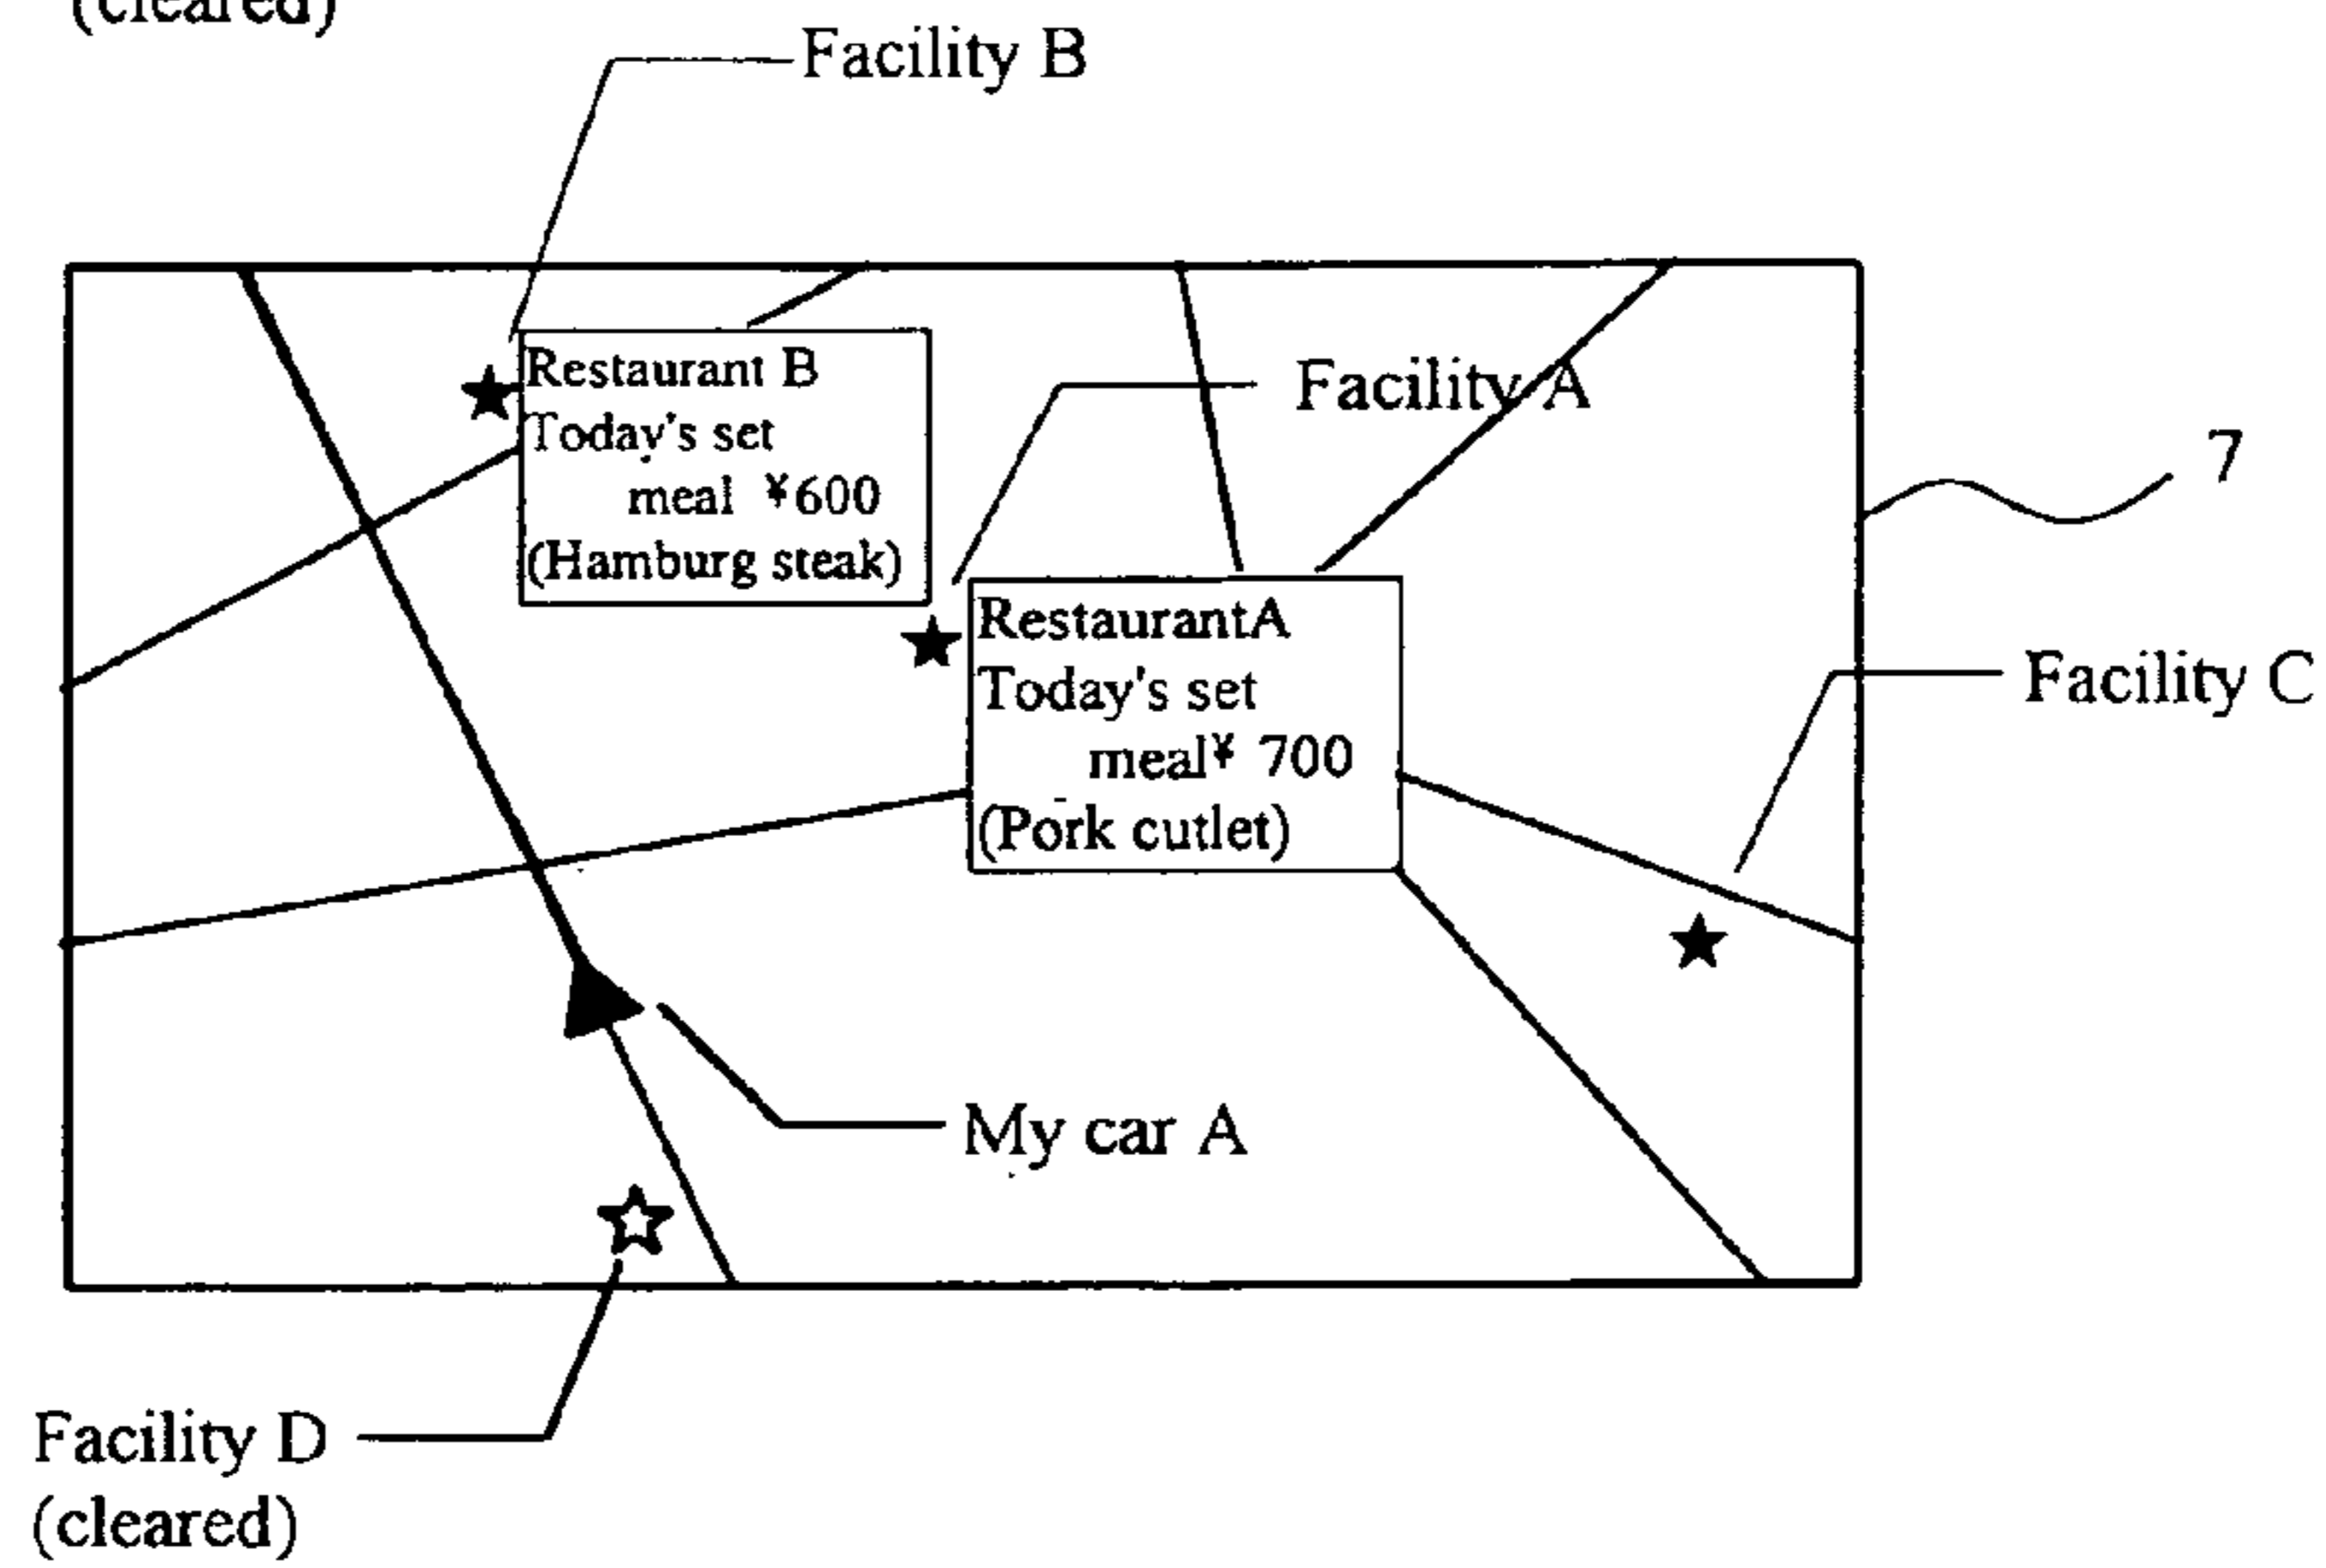 (cleared)
Facility B
Restaurant B
Today's set
meal ¥600
(Hamburg steak)
Facility A
7
RestaurantA
Today's set
meal¥ 700
(Pork cutlet)
Facility C
My car A
Facility D
(cleared)